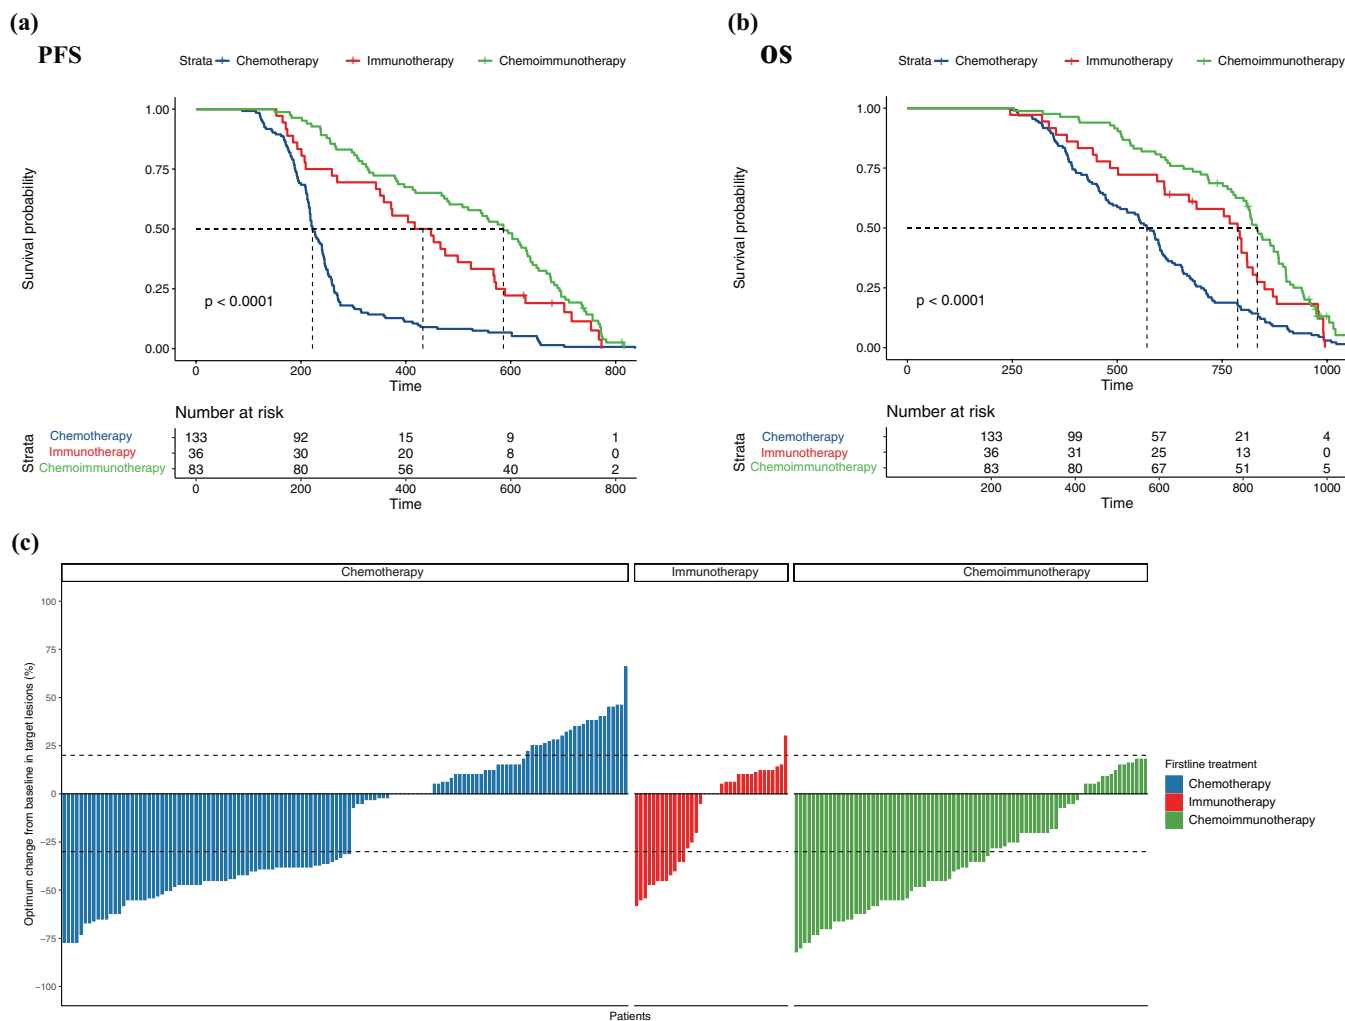 (a)
PFS
Strata Chemotherapy Immunotherapy Chemoimmunotherapy
1.00
0.75
0.50
0.25
0.00
Survival probability
p < 0.0001
0 200 400 600 800
Time
Number at risk
Strata
Chemotherapy 133 92 15 9 1
Immunotherapy 36 30 20 8 0
Chemoimmunotherapy 83 80 56 40 2
0 200 400 600 800
Time
(b)
OS
Strata Chemotherapy Immunotherapy Chemoimmunotherapy
1.00
0.75
0.50
0.25
0.00
Survival probability
p < 0.0001
0 250 500 750 1000
Time
Number at risk
Strata
Chemotherapy 133 99 57 21 4
Immunotherapy 36 31 25 13 0
Chemoimmunotherapy 83 80 67 51 5
200 400 600 800 1000
Time
(c)
Chemotherapy Immunotherapy Chemoimmunotherapy
100
75
50
25
0
−25
−50
−75
−100
Optimum change from baseline in target lesions (%)
Patients
Firstline treatment
Chemotherapy
Immunotherapy
Chemoimmunotherapy